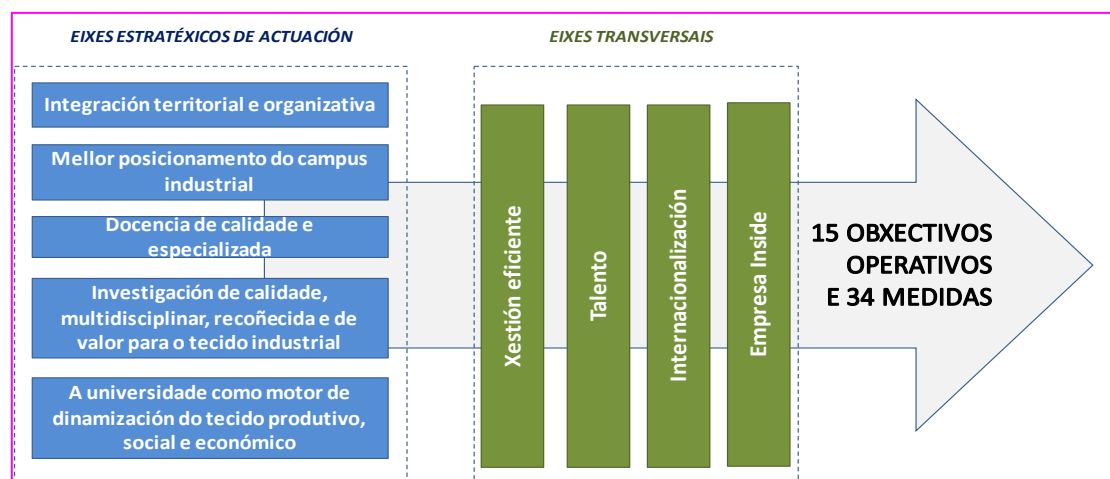 EIXES ESTRATÉXICOS DE ACTUACIÓN
EIXES TRANSVERSAIS
Integración territorial e organizativa
Mellor posicionamento do campus
industrial
Docencia de calidade e
especializada
Investigación de calidade,
multidisciplinar, recoñecida e de
valor para o tecido industrial
A universidade como motor de
dinamización do tecido produtivo,
social e económico
Xestión eficiente
Talento
Internacionalización
Empresa Inside
15 OBXECTIVOS
OPERATIVOS
E 34 MEDIDAS